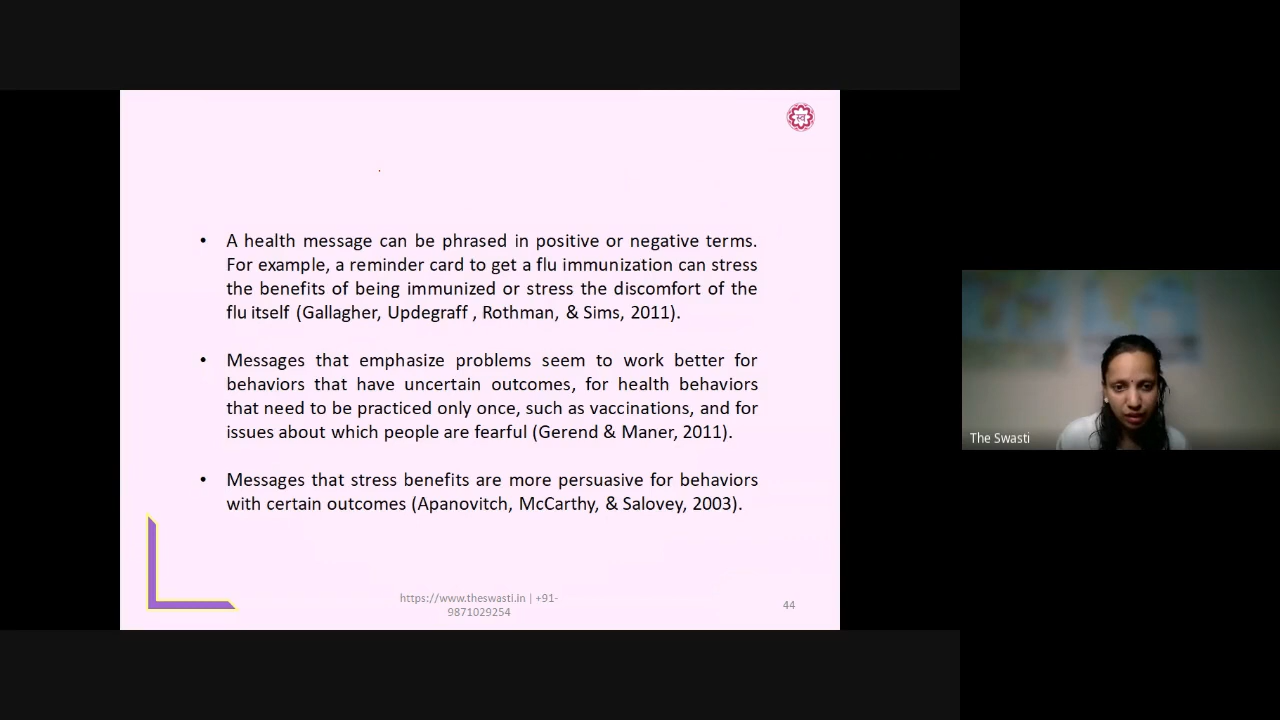 • A health message can be phrased in positive or negative terms.
For example, a reminder card to get a flu immunization can stress
the benefits of being immunized or stress the discomfort of the
flu itself (Gallagher, Updegraff , Rothman, & Sims, 2011).
• Messages that emphasize problems seem to work better for
behaviors that have uncertain outcomes, for health behaviors
that need to be practiced only once, such as vaccinations, and for
issues about which people are fearful (Gerend & Maner, 2011).
• Messages that stress benefits are more persuasive for behaviors
with certain outcomes (Apanovitch, McCarthy, & Salovey, 2003).
https://www.theswasti.in | +91-
9871029254
44
The Swasti